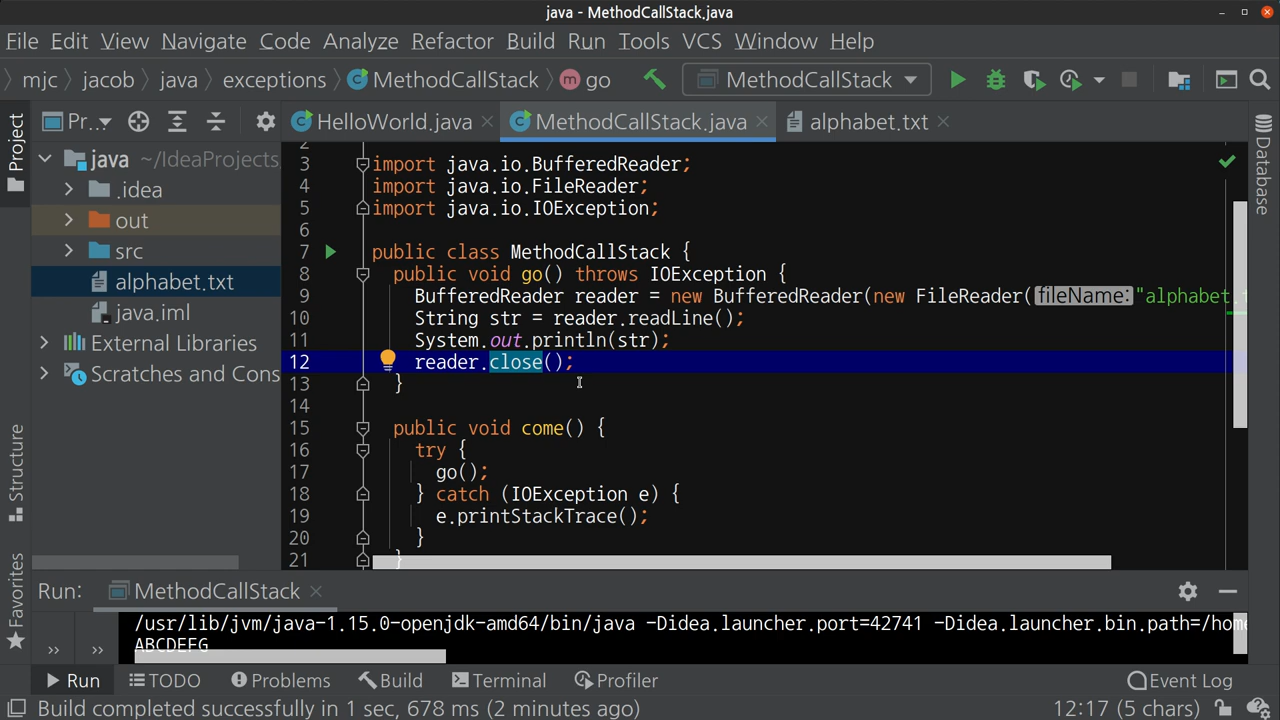 java - MethodCallStack.java
File Edit View Navigate Code Analyze Refactor Build Run Tools VCS Window Help
mjc jacob java exceptions MethodCallStack m go MethodCallStack
Project
Pr...
HelloWorld.java
MethodCallStack.java
alphabet.txt
Database
java ~/IdeaProjects
.idea
out
src
alphabet.txt
java.iml
External Libraries
Scratches and Cons
2
3 import java.io.BufferedReader;
4 import java.io.FileReader;
5 import java.io.IOException;
6
7 public class MethodCallStack {
8 public void go() throws IOException {
9 BufferedReader reader = new BufferedReader(new FileReader( fileName: "alphabet.t
10 String str = reader.readLine();
11 System.out.println(str);
12 reader.close();
13 }
14
15 public void come() {
16 try {
17 go();
18 } catch (IOException e) {
19 e.printStackTrace();
20 }
21 }
Structure
Favorites
Run: MethodCallStack
/usr/lib/jvm/java-1.15.0-openjdk-amd64/bin/java -Didea.launcher.port=42741 -Didea.launcher.bin.path=/home
ABCDEFG
Run TODO Problems Build Terminal Profiler Event Log
Build completed successfully in 1 sec, 678 ms (2 minutes ago) 12:17 (5 chars)